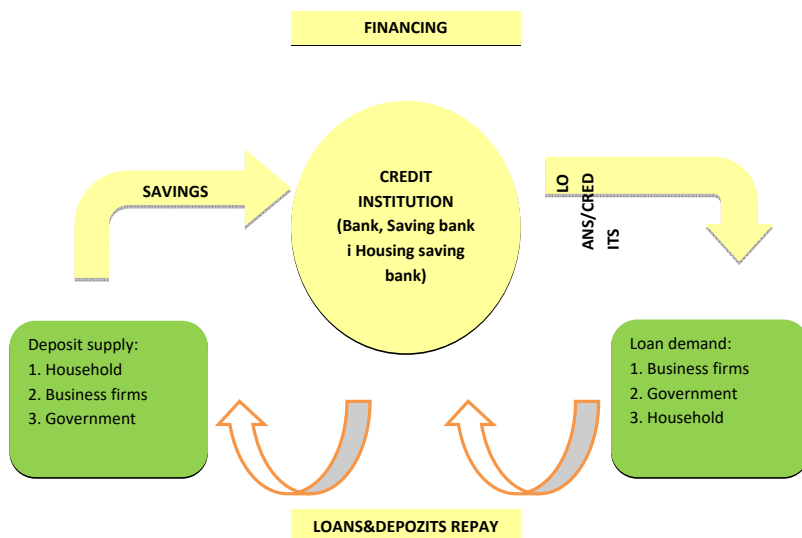 FINANCING
SAVINGS
CREDIT
INSTITUTION
(Bank, Saving bank
i Housing saving
bank)
LO
ANS/CRED
ITS
Deposit supply:
1. Household
2. Business firms
3. Government
Loan demand:
1. Business firms
2. Government
3. Household
LOANS&DEPOZITS REPAY